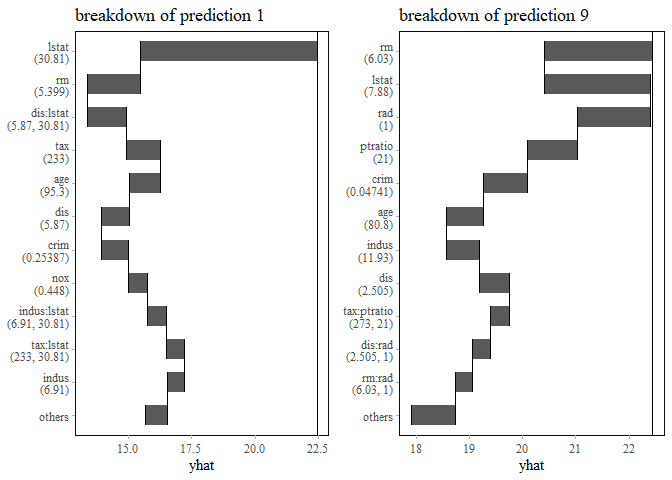 breakdown of prediction 1
lstat
(30.81)
rm
(5.399)
dis:lstat
(5.87, 30.81)
tax
(233)
age
(95.3)
dis
(5.87)
crim
(0.25387)
nox
(0.448)
indus:lstat
(6.91, 30.81)
tax:lstat
(233, 30.81)
indus
(6.91)
others
15.0 17.5 20.0 22.5
yhat
breakdown of prediction 9
rm
(6.03)
lstat
(7.88)
rad
(1)
ptratio
(21)
crim
(0.04741)
age
(80.8)
indus
(11.93)
dis
(2.505)
tax:ptratio
(273, 21)
dis:rad
(2.505, 1)
rm:rad
(6.03, 1)
others
18 19 20 21 22
yhat